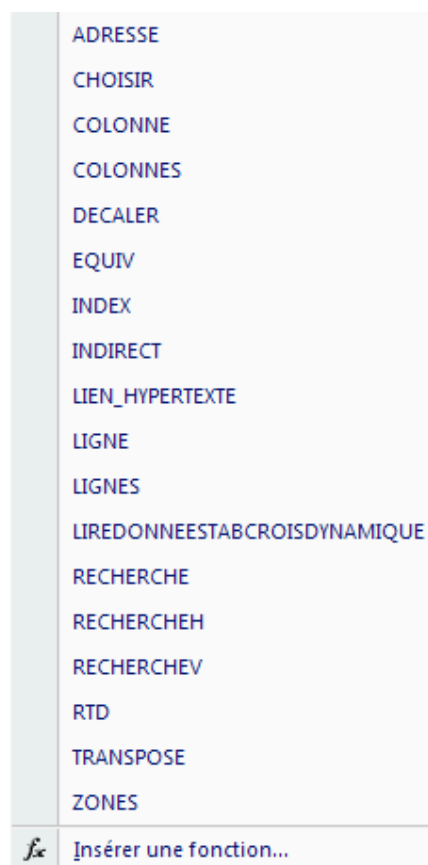 ADRESSE
CHOISIR
COLONNE
COLONNES
DECALER
EQUIV
INDEX
INDIRECT
LIEN_HYPERTEXTE
LIGNE
LIGNES
LIREDONNEESTABCROISDYNAMIQUE
RECHERCHE
RECHERCHEH
RECHERCHEV
RTD
TRANSPOSE
ZONES
fx Insérer une fonction...